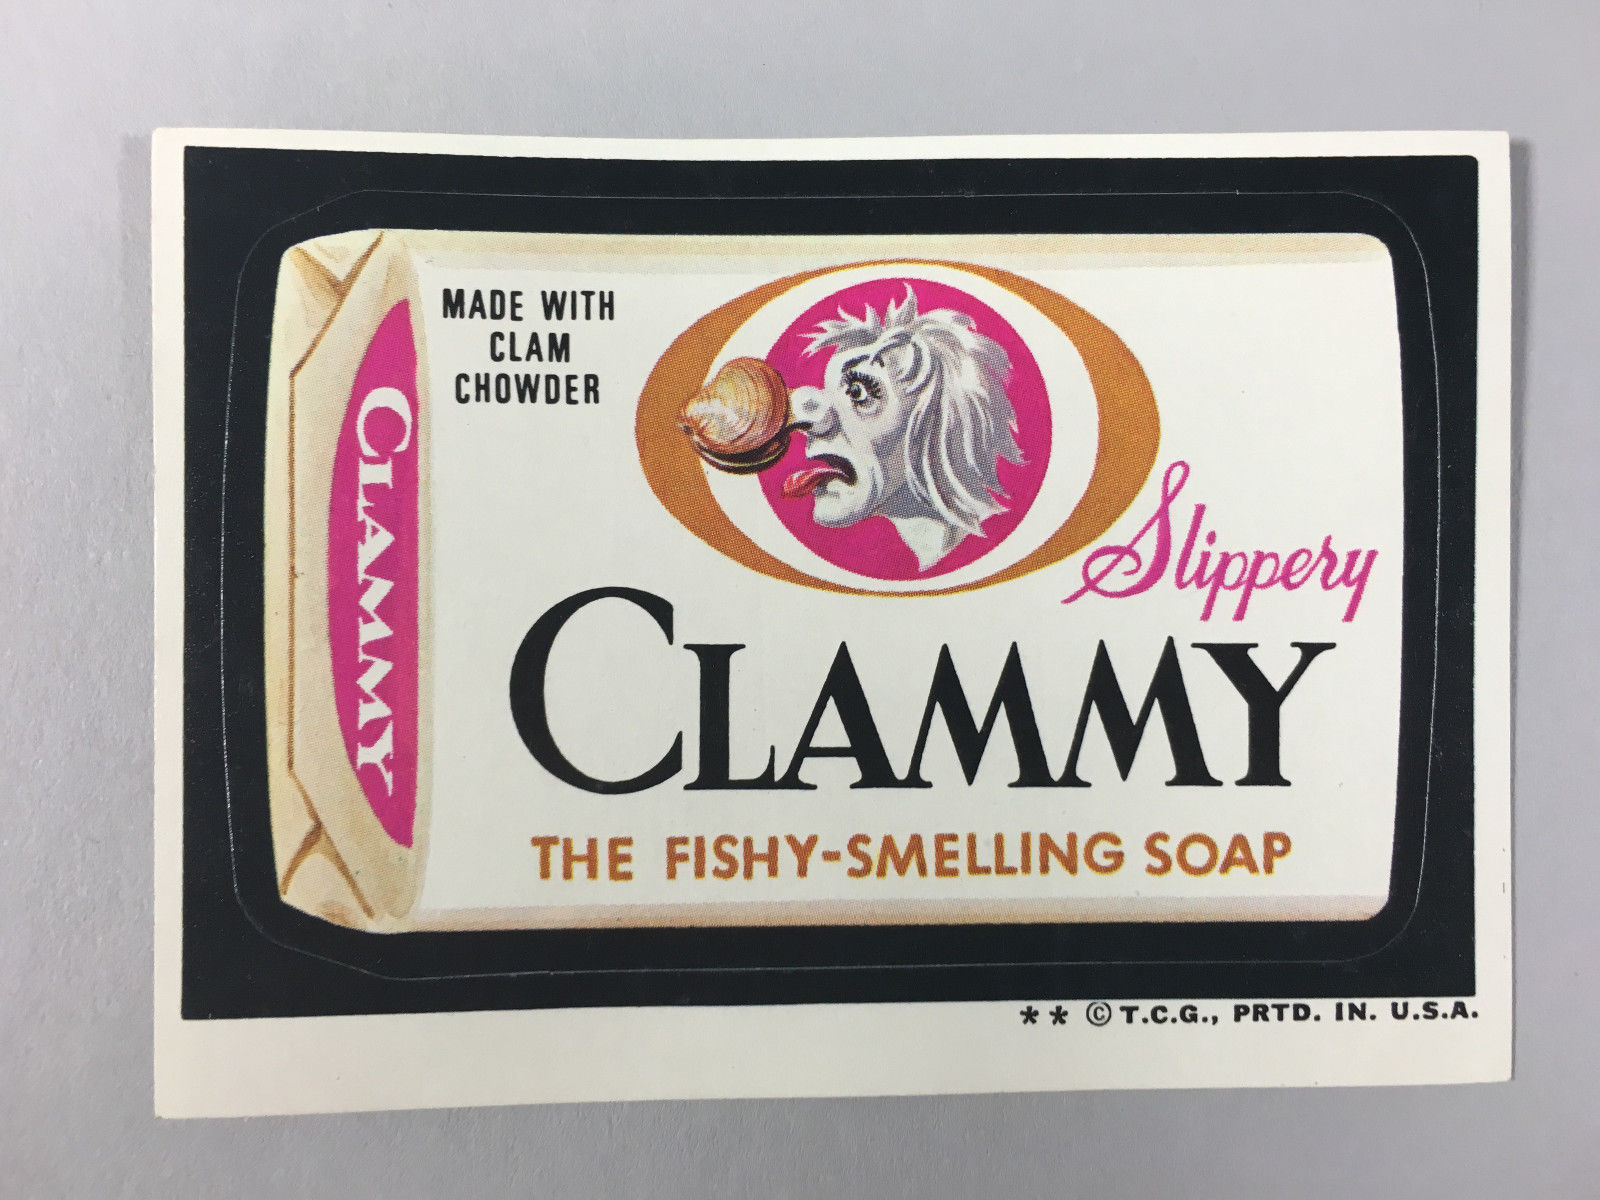 MADE WITH
CLAM
CHOWDER
CLAMMY
Slippery
CLAMMY
THE FISHY-SMELLING SOAP
** © T.C.G., PRTD. IN. U.S.A.